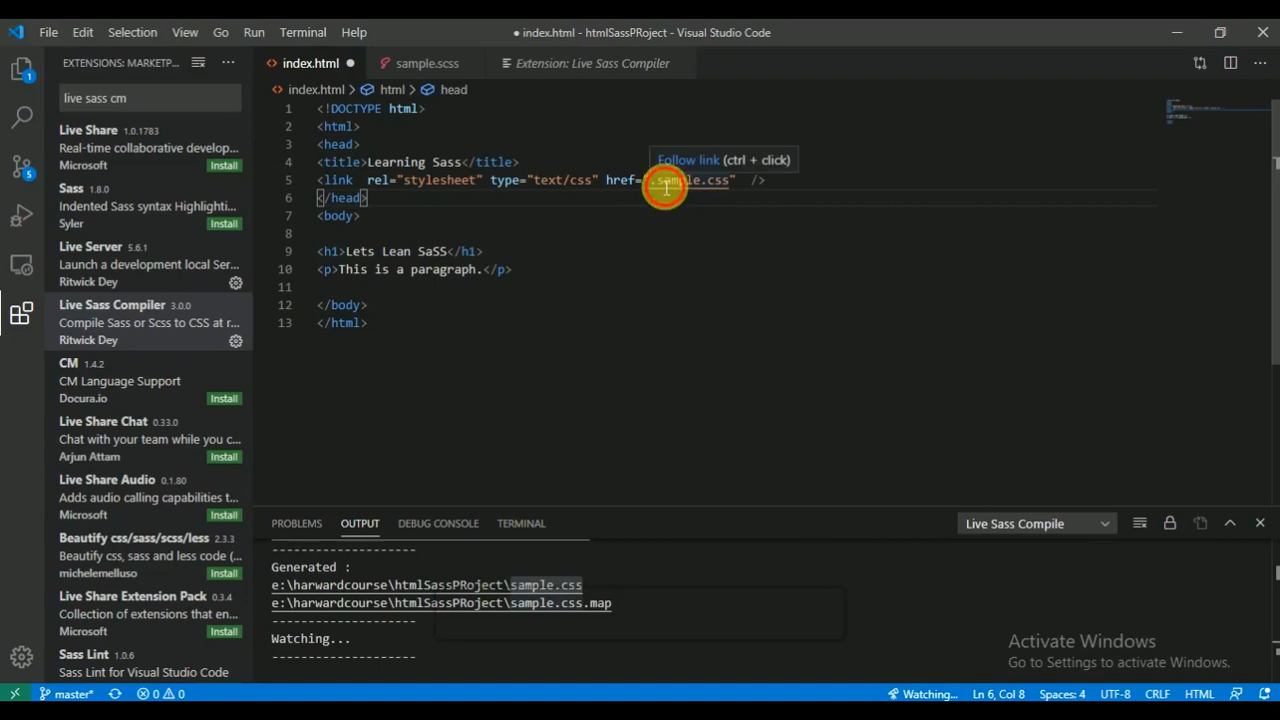 File Edit Selection View Go Run Terminal Help
● index.html - htmlSassPRoject - Visual Studio Code
EXTENSIONS: MARKETP...
live sass cm
Live Share 1.0.1783
Real-time collaborative develop...
Microsoft Install
Sass 1.8.0
Indented Sass syntax Highlighti...
Syler Install
Live Server 5.6.1
Launch a development local Ser...
Ritwick Dey
Live Sass Compiler 3.0.0
Compile Sass or Scss to CSS at r...
Ritwick Dey
CM 1.4.2
CM Language Support
Docura.io Install
Live Share Chat 0.33.0
Chat with your team while you c...
Arjun Attam Install
Live Share Audio 0.1.80
Adds audio calling capabilities t...
Microsoft Install
Beautify css/sass/scss/less 2.3.3
Beautify css, sass and less code (...
michelemelluso Install
Live Share Extension Pack 0.3.4
Collection of extensions that en...
Microsoft Install
Sass Lint 1.0.6
Sass Lint for Visual Studio Code
1
5
index.html ● sample.scss Extension: Live Sass Compiler
index.html > html > head
1 <!DOCTYPE html>
2 <html>
3 <head>
4 <title>Learning Sass</title>
Follow link (ctrl + click)
5 <link rel="stylesheet" type="text/css" href=".sample.css" />
6 </head>
7 <body>
8
9 <h1>Lets Lean SaSS</h1>
10 <p>This is a paragraph.</p>
11
12 </body>
13 </html>
PROBLEMS OUTPUT DEBUG CONSOLE TERMINAL Live Sass Compile
--------------------
Generated :
e:\harwardcourse\htmlSassPRoject\sample.css
e:\harwardcourse\htmlSassPRoject\sample.css.map
--------------------
Watching...
--------------------
Activate Windows
Go to Settings to activate Windows.
master* 0 0 Watching... Ln 6, Col 8 Spaces: 4 UTF-8 CRLF HTML